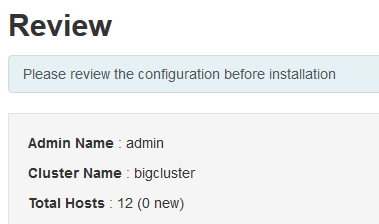 Review
Please review the configuration before installation
Admin Name : admin
Cluster Name : bigcluster
Total Hosts : 12 (0 new)